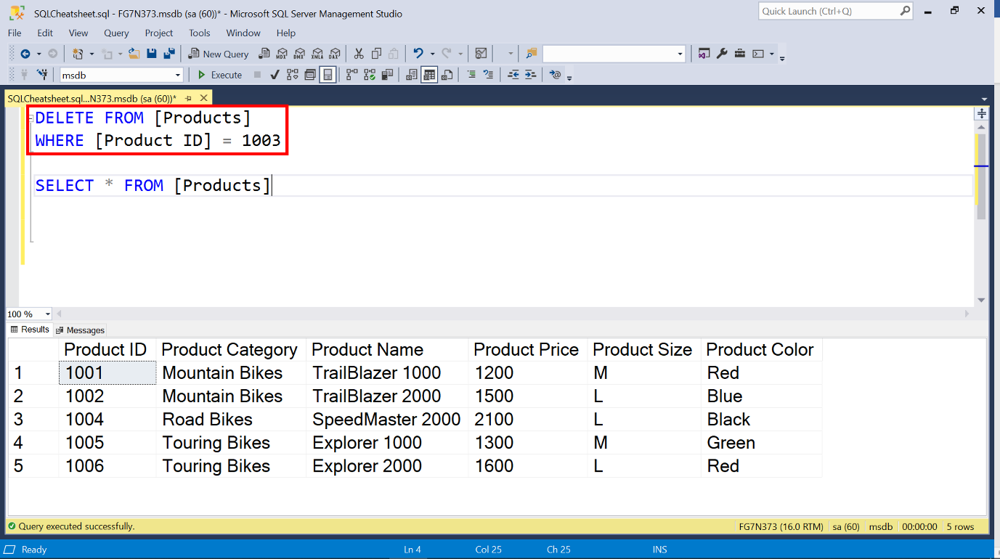 SQLCheatsheet.sql - FG7N373.msdb (sa (60))* - Microsoft SQL Server Management Studio
Quick Launch (Ctrl+Q)
File Edit View Query Project Tools Window Help
New Query MDX DMX XMLA DAX
msdb Execute
SQLCheatsheet.sql...N373.msdb (sa (60))*
DELETE FROM [Products]
WHERE [Product ID] = 1003
SELECT * FROM [Products]
100 %
Results Messages
Product ID Product Category Product Name Product Price Product Size Product Color
1 1001 Mountain Bikes TrailBlazer 1000 1200 M Red
2 1002 Mountain Bikes TrailBlazer 2000 1500 L Blue
3 1004 Road Bikes SpeedMaster 2000 2100 L Black
4 1005 Touring Bikes Explorer 1000 1300 M Green
5 1006 Touring Bikes Explorer 2000 1600 L Red
Query executed successfully. FG7N373 (16.0 RTM) sa (60) msdb 00:00:00 5 rows
Ready Ln 4 Col 25 Ch 25 INS